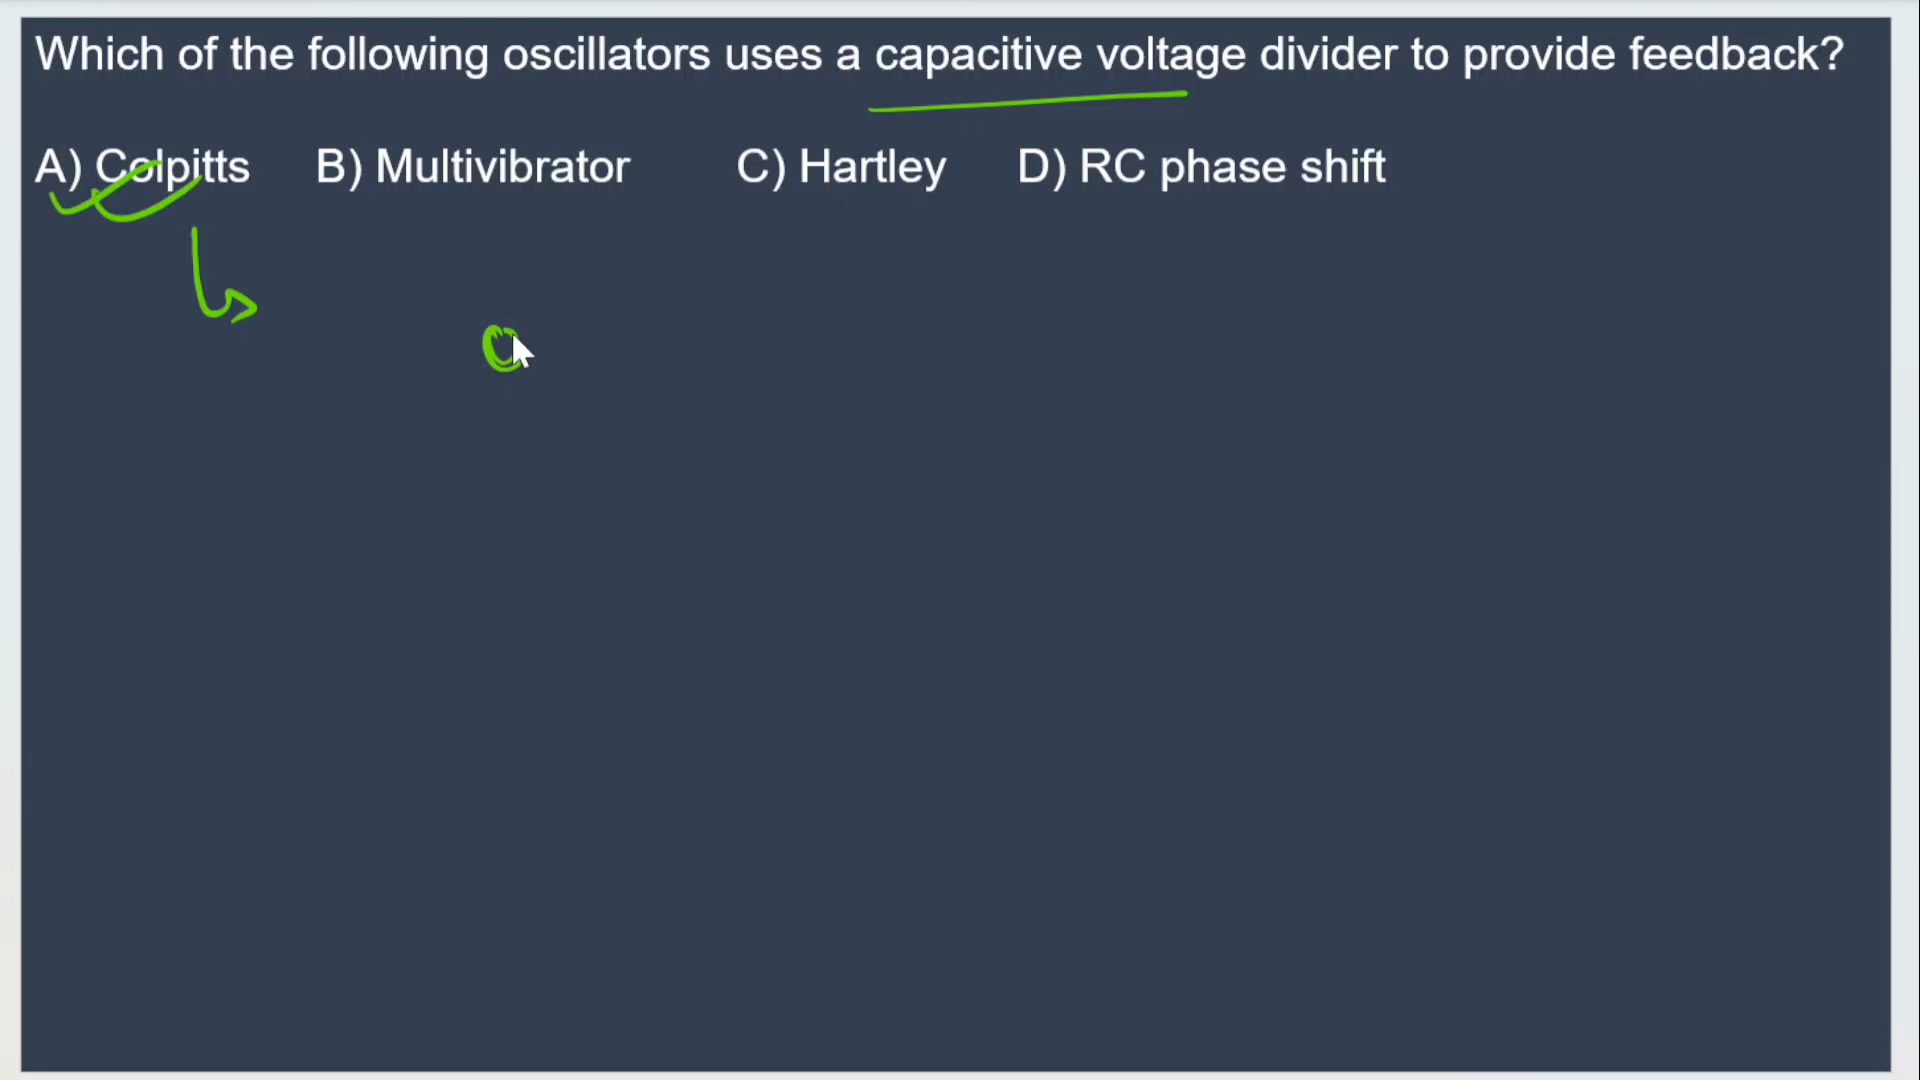 Which of the following oscillators uses a capacitive voltage divider to provide feedback?
A) Colpitts B) Multivibrator C) Hartley D) RC phase shift